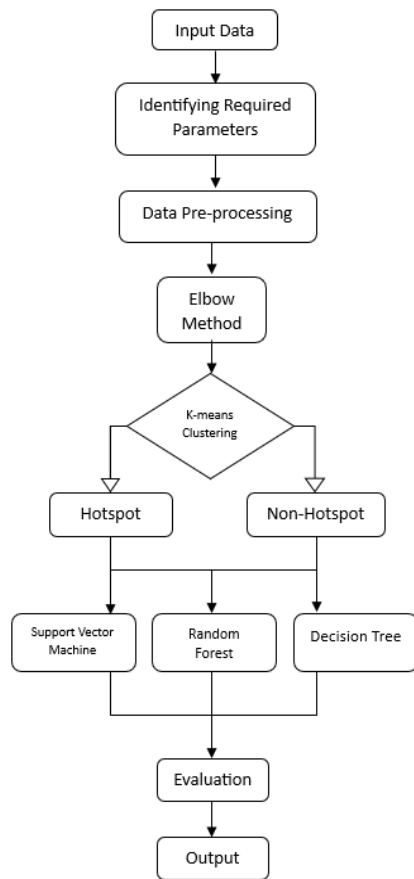 Input Data
Identifying Required
Parameters
Data Pre-processing
Elbow
Method
K-means
Clustering
Hotspot
Non-Hotspot
Support Vector
Machine
Random
Forest
Decision Tree
Evaluation
Output